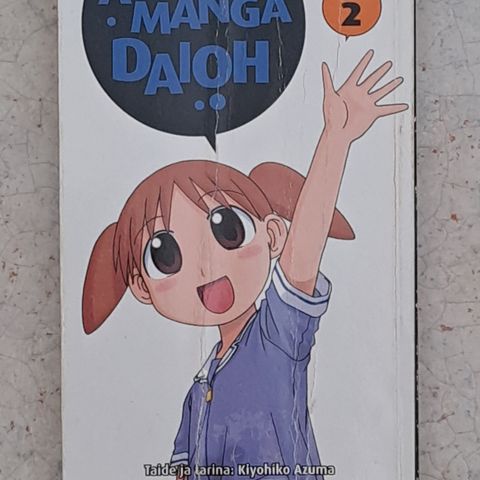 MANGA
DAIOH
2
Taide ja tarina: Kiyohiko Azuma